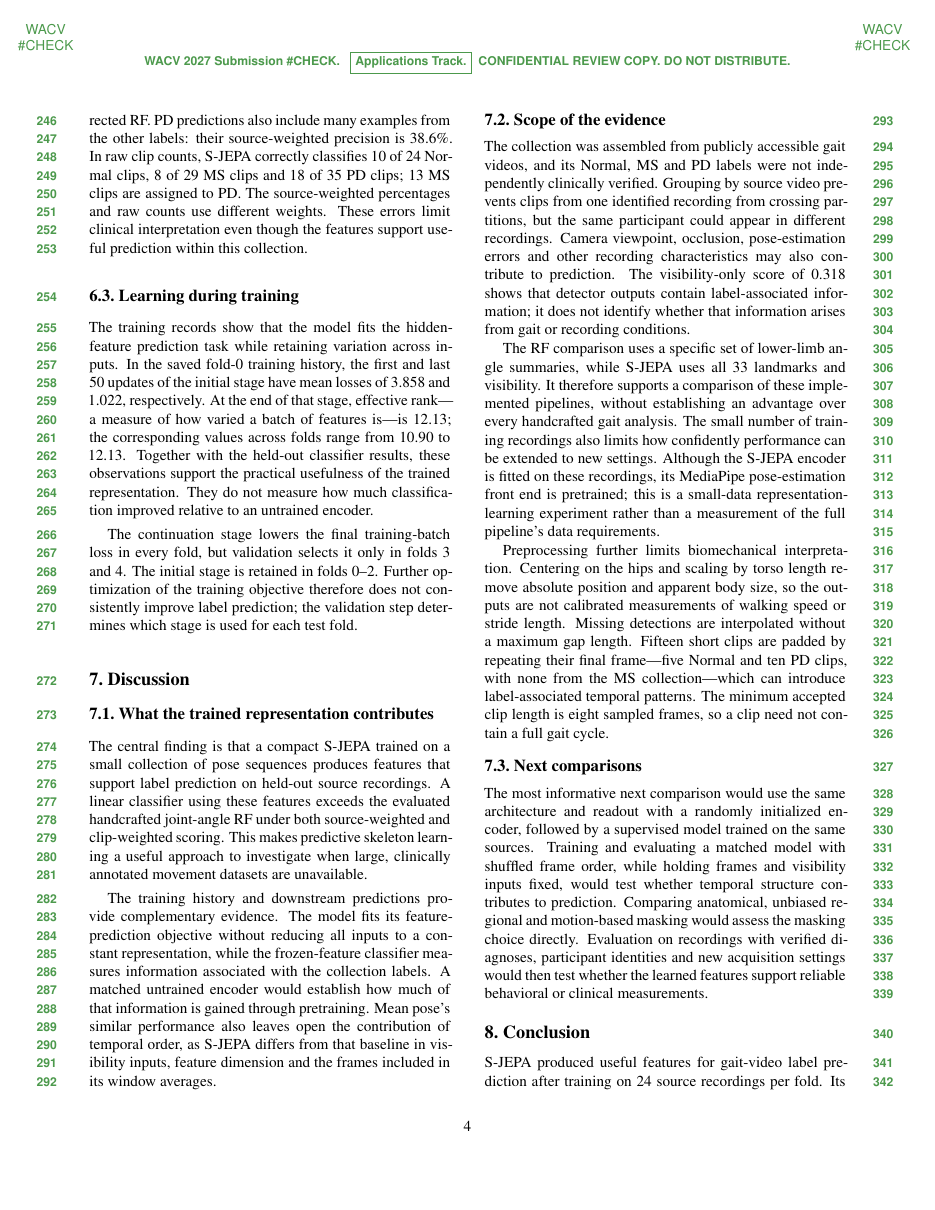 WACV
#CHECK
WACV
#CHECK
WACV 2027 Submission #CHECK. Applications Track. CONFIDENTIAL REVIEW COPY. DO NOT DISTRIBUTE.
246 rected RF. PD predictions also include many examples from
247 the other labels: their source-weighted precision is 38.6%.
248 In raw clip counts, S-JEPA correctly classifies 10 of 24 Nor-
249 mal clips, 8 of 29 MS clips and 18 of 35 PD clips; 13 MS
250 clips are assigned to PD. The source-weighted percentages
251 and raw counts use different weights. These errors limit
252 clinical interpretation even though the features support use-
253 ful prediction within this collection.
254 6.3. Learning during training
255 The training records show that the model fits the hidden-
256 feature prediction task while retaining variation across in-
257 puts. In the saved fold-0 training history, the first and last
258 50 updates of the initial stage have mean losses of 3.858 and
259 1.022, respectively. At the end of that stage, effective rank—
260 a measure of how varied a batch of features is—is 12.13;
261 the corresponding values across folds range from 10.90 to
262 12.13. Together with the held-out classifier results, these
263 observations support the practical usefulness of the trained
264 representation. They do not measure how much classifica-
265 tion improved relative to an untrained encoder.
266 The continuation stage lowers the final training-batch
267 loss in every fold, but validation selects it only in folds 3
268 and 4. The initial stage is retained in folds 0–2. Further op-
269 timization of the training objective therefore does not con-
270 sistently improve label prediction; the validation step deter-
271 mines which stage is used for each test fold.
272 7. Discussion
273 7.1. What the trained representation contributes
274 The central finding is that a compact S-JEPA trained on a
275 small collection of pose sequences produces features that
276 support label prediction on held-out source recordings. A
277 linear classifier using these features exceeds the evaluated
278 handcrafted joint-angle RF under both source-weighted and
279 clip-weighted scoring. This makes predictive skeleton learn-
280 ing a useful approach to investigate when large, clinically
281 annotated movement datasets are unavailable.
282 The training history and downstream predictions pro-
283 vide complementary evidence. The model fits its feature-
284 prediction objective without reducing all inputs to a con-
285 stant representation, while the frozen-feature classifier mea-
286 sures information associated with the collection labels. A
287 matched untrained encoder would establish how much of
288 that information is gained through pretraining. Mean pose's
289 similar performance also leaves open the contribution of
290 temporal order, as S-JEPA differs from that baseline in vis-
291 ibility inputs, feature dimension and the frames included in
292 its window averages.
7.2. Scope of the evidence 293
The collection was assembled from publicly accessible gait 294
videos, and its Normal, MS and PD labels were not inde- 295
pendently clinically verified. Grouping by source video pre- 296
vents clips from one identified recording from crossing par- 297
titions, but the same participant could appear in different 298
recordings. Camera viewpoint, occlusion, pose-estimation 299
errors and other recording characteristics may also con- 300
tribute to prediction. The visibility-only score of 0.318 301
shows that detector outputs contain label-associated infor- 302
mation; it does not identify whether that information arises 303
from gait or recording conditions. 304
The RF comparison uses a specific set of lower-limb an- 305
gle summaries, while S-JEPA uses all 33 landmarks and 306
visibility. It therefore supports a comparison of these imple- 307
mented pipelines, without establishing an advantage over 308
every handcrafted gait analysis. The small number of train- 309
ing recordings also limits how confidently performance can 310
be extended to new settings. Although the S-JEPA encoder 311
is fitted on these recordings, its MediaPipe pose-estimation 312
front end is pretrained; this is a small-data representation- 313
learning experiment rather than a measurement of the full 314
pipeline's data requirements. 315
Preprocessing further limits biomechanical interpreta- 316
tion. Centering on the hips and scaling by torso length re- 317
move absolute position and apparent body size, so the out- 318
puts are not calibrated measurements of walking speed or 319
stride length. Missing detections are interpolated without 320
a maximum gap length. Fifteen short clips are padded by 321
repeating their final frame—five Normal and ten PD clips, 322
with none from the MS collection—which can introduce 323
label-associated temporal patterns. The minimum accepted 324
clip length is eight sampled frames, so a clip need not con- 325
tain a full gait cycle. 326
7.3. Next comparisons 327
The most informative next comparison would use the same 328
architecture and readout with a randomly initialized en- 329
coder, followed by a supervised model trained on the same 330
sources. Training and evaluating a matched model with 331
shuffled frame order, while holding frames and visibility 332
inputs fixed, would test whether temporal structure con- 333
tributes to prediction. Comparing anatomical, unbiased re- 334
gional and motion-based masking would assess the masking 335
choice directly. Evaluation on recordings with verified di- 336
agnoses, participant identities and new acquisition settings 337
would then test whether the learned features support reliable 338
behavioral or clinical measurements. 339
8. Conclusion 340
S-JEPA produced useful features for gait-video label pre- 341
diction after training on 24 source recordings per fold. Its 342
4